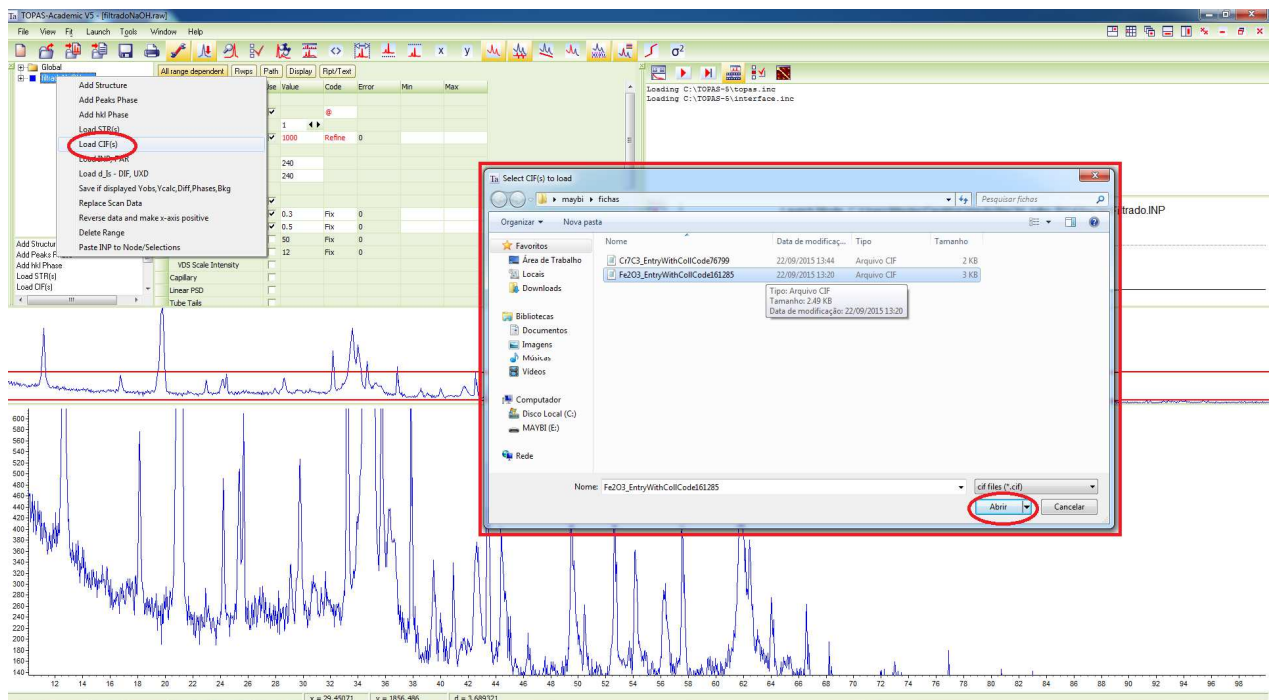 TOPAS-Academic V5 - [filtradoNaOH.raw]
File View Fit Launch Tools Window Help
x y σ²
Global
All range dependent Rwps Path Display Rpt/Text
Use Value Code Error Min Max
@
1
1000 Refine 0
240
240
0.3 Fix 0
0.5 Fix 0
50 Fix 0
12 Fix 0
VDS Scale Intensity
Capillary
Linear PSD
Tube Tails
Add Structure
Add Peaks Phase
Add hkl Phase
Load STR(s)
Load CIF(s)
Load INP, PAR
Load d_Is - DIF, UXD
Save if displayed Yobs,Ycalc,Diff,Phases,Bkg
Replace Scan Data
Reverse data and make x-axis positive
Delete Range
Paste INP to Node/Selections
Add Structur
Add Peaks P
Add hkl Phase
Load STR(s)
Load CIF(s)
Loading C:\TOPAS-5\topas.inc
Loading C:\TOPAS-5\interface.inc
Filtrado.INP
Select CIF(s) to load
maybi fichas
Pesquisar fichas
Organizar Nova pasta
Favoritos
Área de Trabalho
Locais
Downloads
Bibliotecas
Documentos
Imagens
Músicas
Vídeos
Computador
Disco Local (C:)
MAYBI (E:)
Rede
Nome Data de modificaç... Tipo Tamanho
Cr7C3_EntryWithCollCode76799 22/09/2015 13:44 Arquivo CIF 2 KB
Fe2O3_EntryWithCollCode161285 22/09/2015 13:20 Arquivo CIF 3 KB
Tipo: Arquivo CIF
Tamanho: 2.49 KB
Data de modificação: 22/09/2015 13:20
Nome: Fe2O3_EntryWithCollCode161285
cif files (*.cif)
Abrir Cancelar
600
580
560
540
520
500
480
460
440
420
400
380
360
340
320
300
280
260
240
220
200
180
160
140
12 14 16 18 20 22 24 26 28 30 32 34 36 38 40 42 44 46 48 50 52 54 56 58 60 62 64 66 68 70 72 74 76 78 80 82 84 86 88 90 92 94 96 98
x = 29.45071 y = 1856.486 d = 3.689321